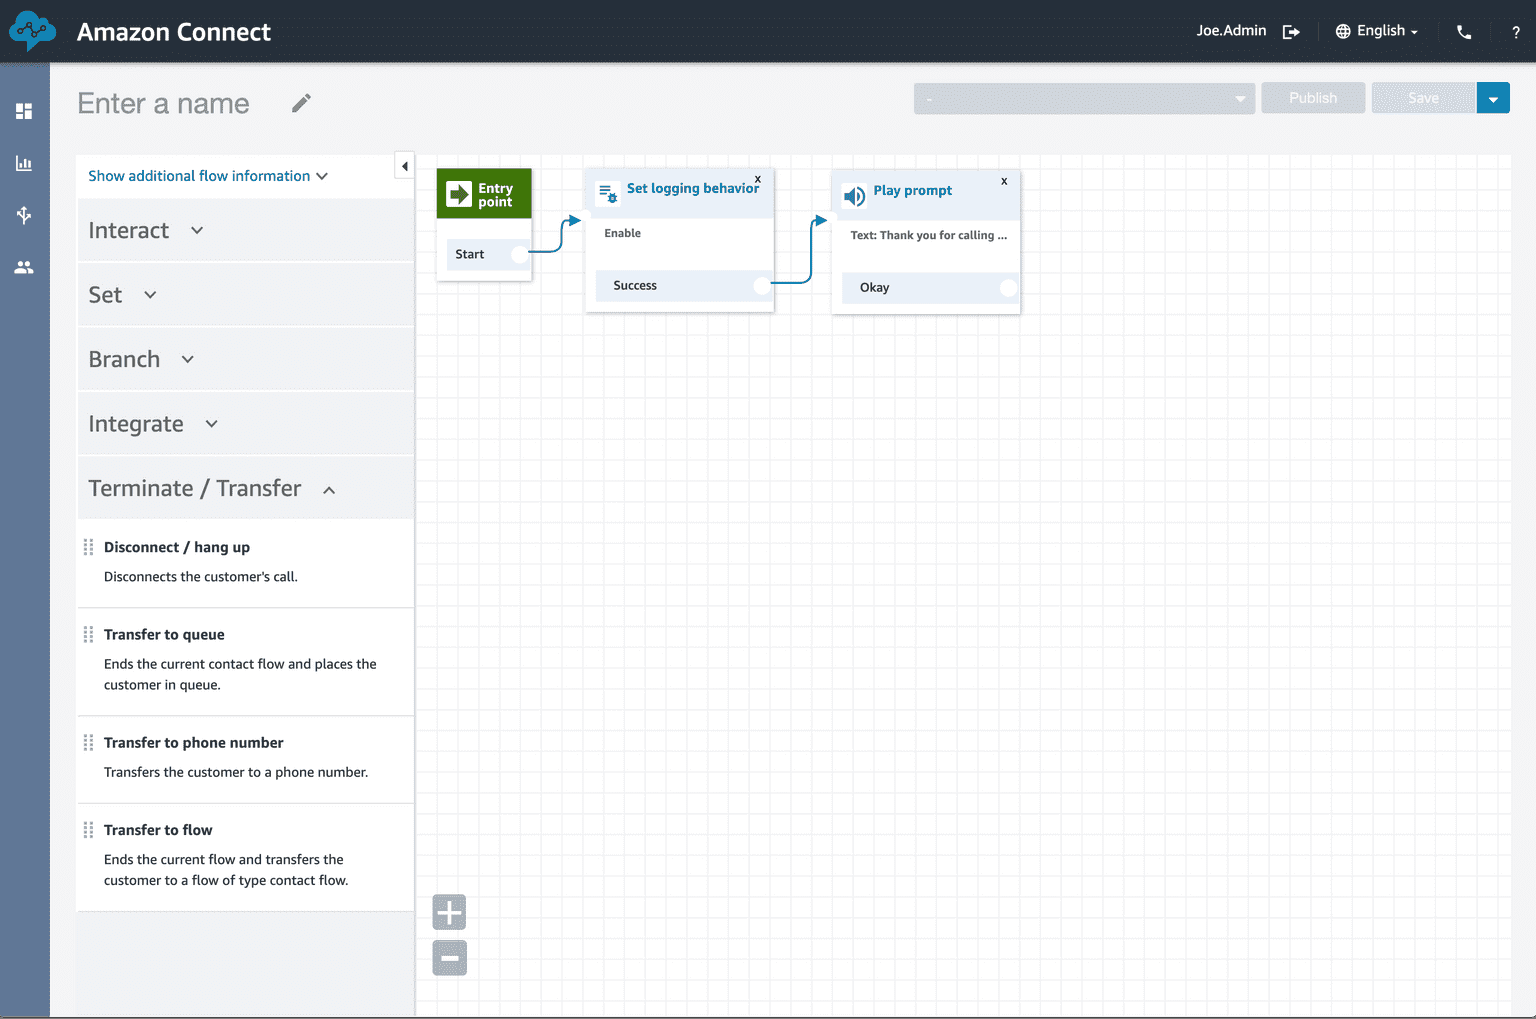 Amazon Connect
Joe.Admin
English
?
Enter a name
-
Publish
Save
Show additional flow information
Interact
Set
Branch
Integrate
Terminate / Transfer
Disconnect / hang up
Disconnects the customer's call.
Transfer to queue
Ends the current contact flow and places the
customer in queue.
Transfer to phone number
Transfers the customer to a phone number.
Transfer to flow
Ends the current flow and transfers the
customer to a flow of type contact flow.
Entry
point
Start
Set logging behavior
x
Enable
Success
Play prompt
x
Text: Thank you for calling ...
Okay